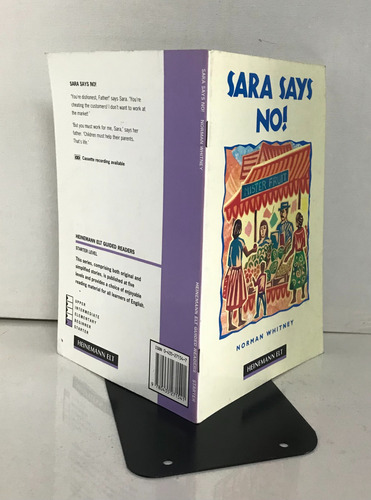 SARA SAYS NO!
"You're dishonest, Father!' says Sara. 'You're
cheating the customers! I don't want to work at
the market!'
'But you must work for me, Sara,' says her
father. 'Children must help their parents.
That's life.'
Cassette recording available
HEINEMANN ELT GUIDED READERS
STARTER LEVEL
This series, comprising both original and
simplified stories, is published at five
levels and provides a choice of enjoyable
reading material for all learners of English.
UPPER
INTERMEDIATE
ELEMENTARY
BEGINNER
STARTER
HEINEMANN ELT
SARA SAYS NO! NORMAN WHITNEY HEINEMANN ELT GUIDED READERS STARTER
SARA SAYS
NO!
MISTER FRUIT
NORMAN WHITNEY
HEINEMANN ELT